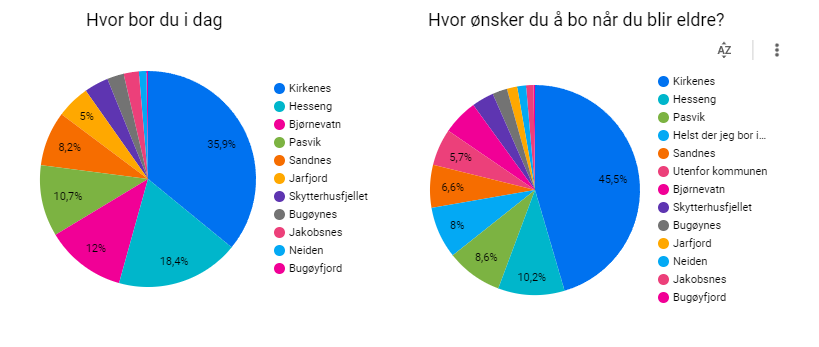 Hvor bor du i dag
35,9%
18,4%
12%
10,7%
8,2%
5%
Kirkenes
Hesseng
Bjørnevatn
Pasvik
Sandnes
Jarfjord
Skytterhusfjellet
Bugøynes
Jakobsnes
Neiden
Bugøyfjord
Hvor ønsker du å bo når du blir eldre?
AZ
45,5%
10,2%
8,6%
8%
6,6%
5,7%
Kirkenes
Hesseng
Pasvik
Helst der jeg bor i…
Sandnes
Utenfor kommunen
Bjørnevatn
Skytterhusfjellet
Bugøynes
Jarfjord
Neiden
Jakobsnes
Bugøyfjord